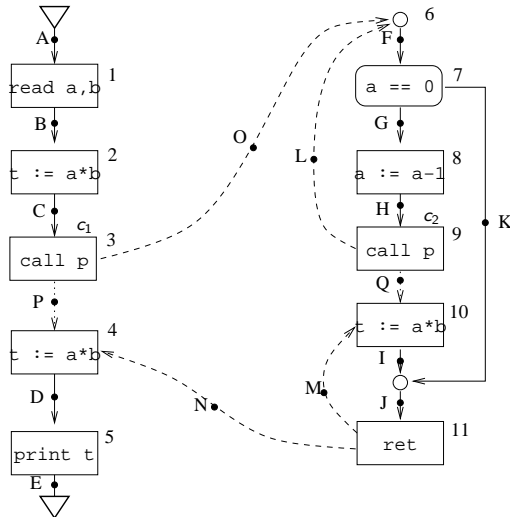 A
1
read a,b
B
2
t := a*b
C
c1
3
call p
P
4
t := a*b
D
5
print t
E
O
L
N
M
6
F
7
a == 0
G
K
8
a := a-1
H
c2
9
call p
Q
10
t := a*b
I
J
11
ret